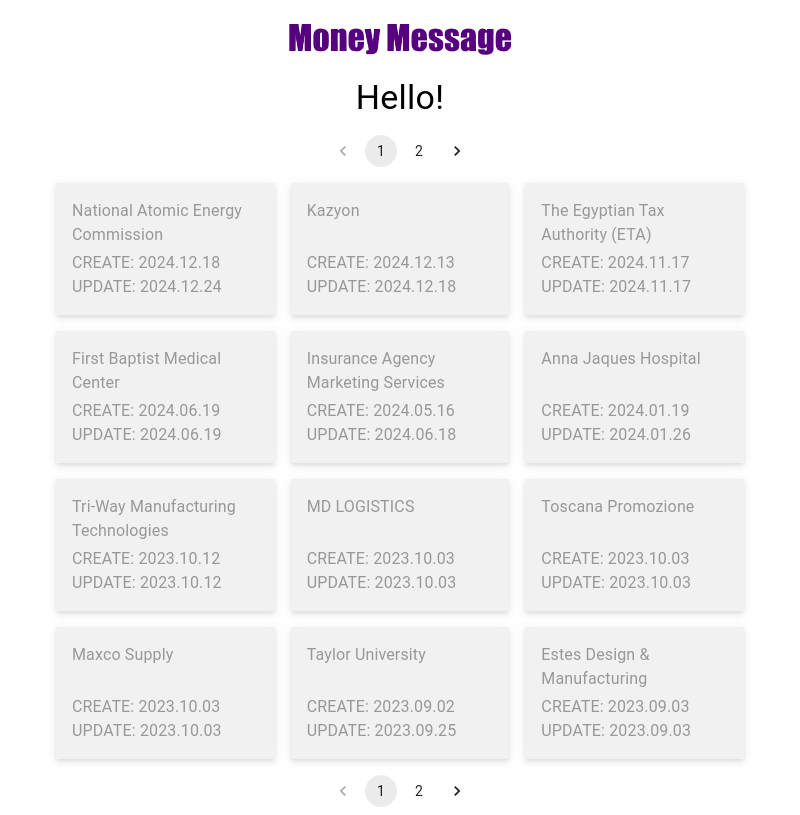 Money Message
Hello!
1 2
National Atomic Energy
Commission
CREATE: 2024.12.18
UPDATE: 2024.12.24
Kazyon
CREATE: 2024.12.13
UPDATE: 2024.12.18
The Egyptian Tax
Authority (ETA)
CREATE: 2024.11.17
UPDATE: 2024.11.17
First Baptist Medical
Center
CREATE: 2024.06.19
UPDATE: 2024.06.19
Insurance Agency
Marketing Services
CREATE: 2024.05.16
UPDATE: 2024.06.18
Anna Jaques Hospital
CREATE: 2024.01.19
UPDATE: 2024.01.26
Tri-Way Manufacturing
Technologies
CREATE: 2023.10.12
UPDATE: 2023.10.12
MD LOGISTICS
CREATE: 2023.10.03
UPDATE: 2023.10.03
Toscana Promozione
CREATE: 2023.10.03
UPDATE: 2023.10.03
Maxco Supply
CREATE: 2023.10.03
UPDATE: 2023.10.03
Taylor University
CREATE: 2023.09.02
UPDATE: 2023.09.25
Estes Design &
Manufacturing
CREATE: 2023.09.03
UPDATE: 2023.09.03
1 2